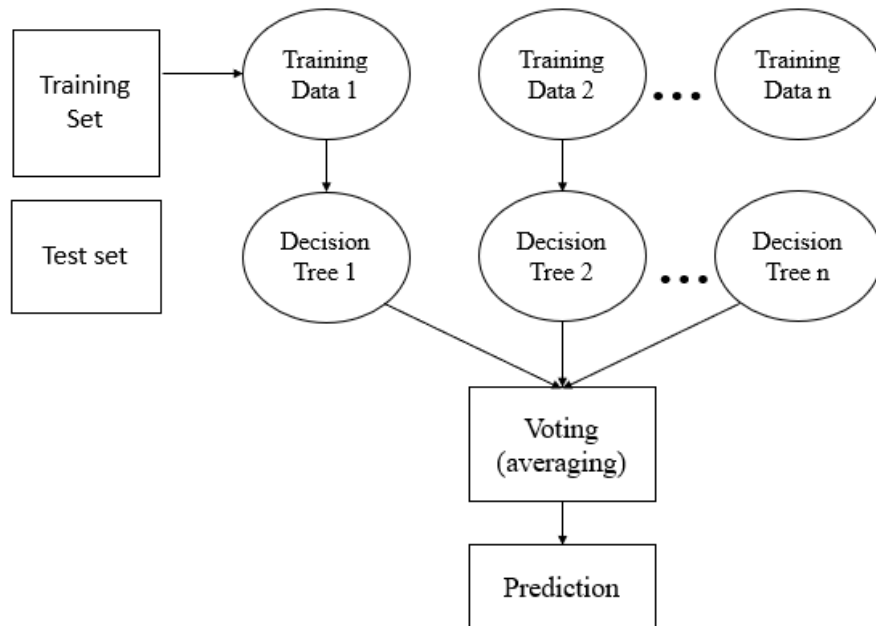 Training
Set
Training
Data 1
Training
Data 2
...
Training
Data n
Test set
Decision
Tree 1
Decision
Tree 2
...
Decision
Tree n
Voting
(averaging)
Prediction